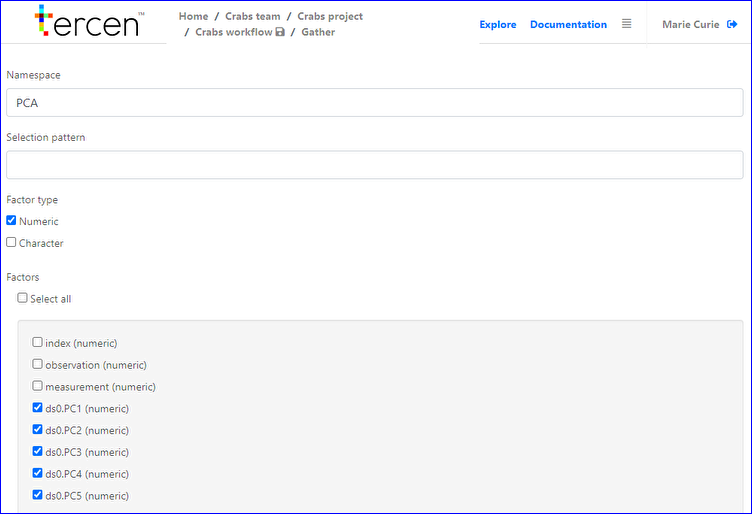 tercen™
Home / Crabs team / Crabs project
/ Crabs workflow / Gather
Explore Documentation
Marie Curie
Namespace
PCA
Selection pattern
Factor type
Numeric
Character
Factors
Select all
index (numeric)
observation (numeric)
measurement (numeric)
ds0.PC1 (numeric)
ds0.PC2 (numeric)
ds0.PC3 (numeric)
ds0.PC4 (numeric)
ds0.PC5 (numeric)